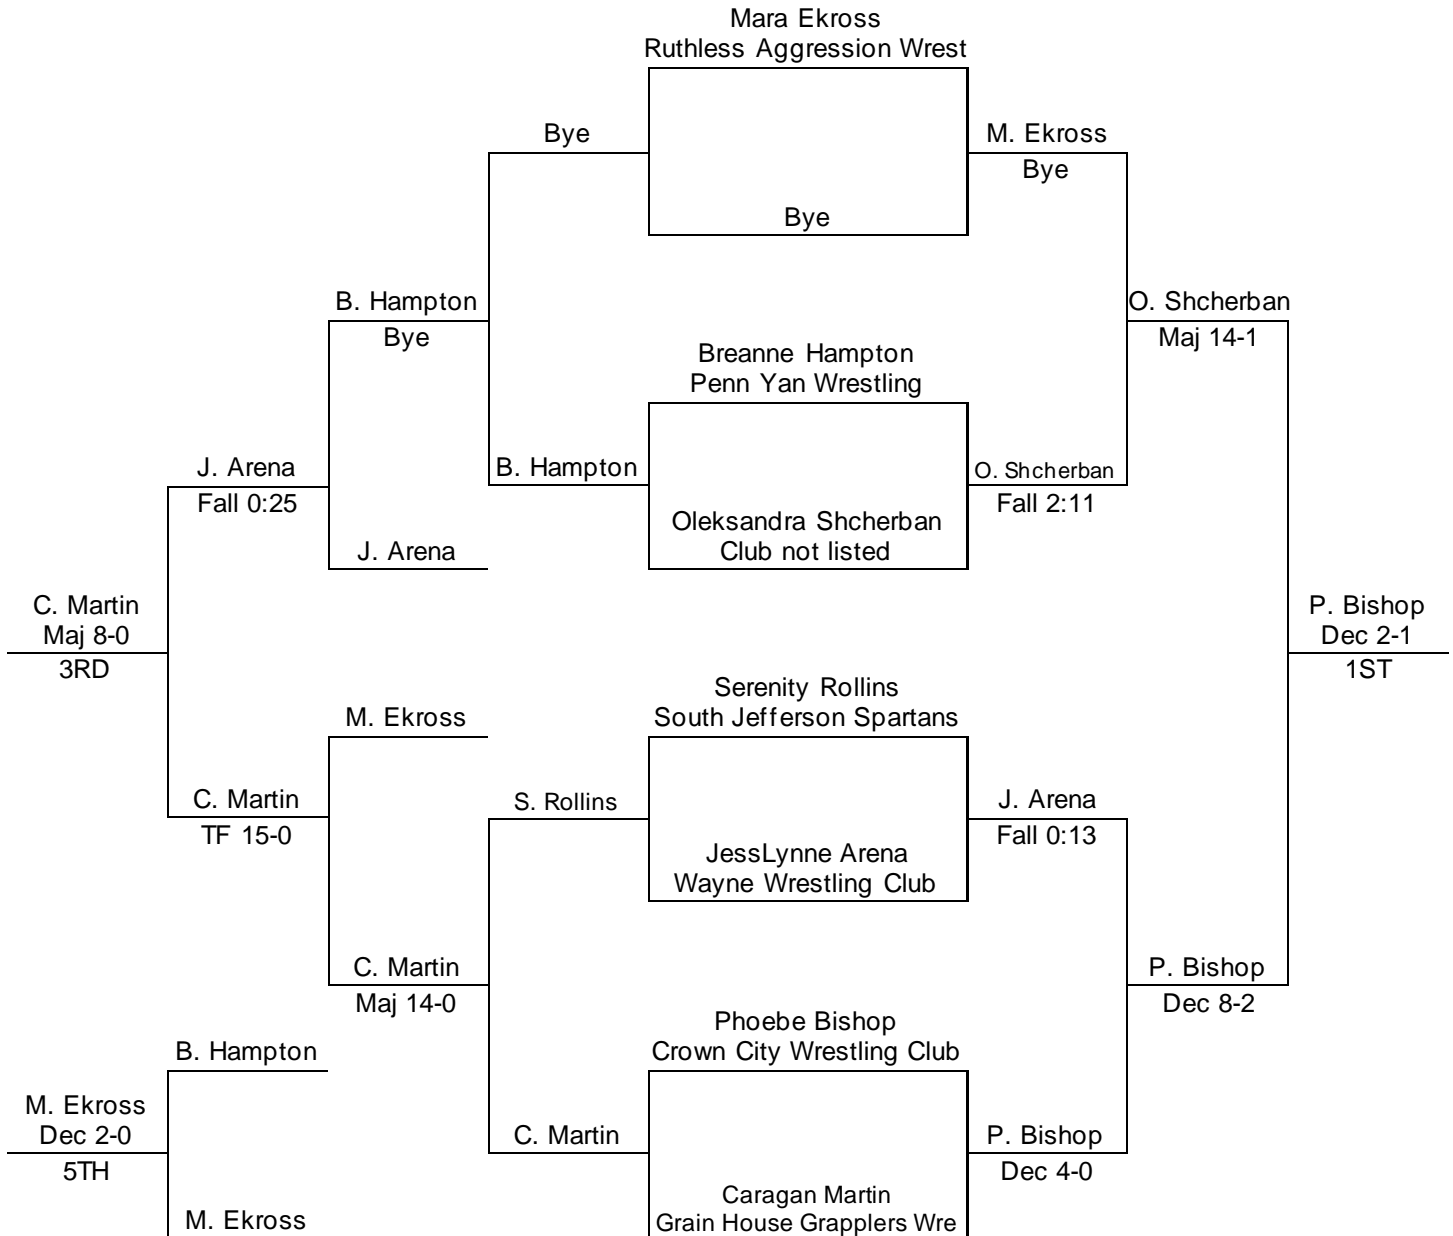 Mara Ekross
Ruthless Aggression Wrest
Bye
M. Ekross
Bye
Bye
B. Hampton
Bye
O. Shcherban
Maj 14-1
Breanne Hampton
Penn Yan Wrestling
J. Arena
Fall 0:25
B. Hampton
O. Shcherban
Fall 2:11
Oleksandra Shcherban
Club not listed
J. Arena
C. Martin
Maj 8-0
3RD
P. Bishop
Dec 2-1
1ST
Serenity Rollins
South Jefferson Spartans
M. Ekross
C. Martin
TF 15-0
S. Rollins
J. Arena
Fall 0:13
JessLynne Arena
Wayne Wrestling Club
C. Martin
Maj 14-0
P. Bishop
Dec 8-2
Phoebe Bishop
Crown City Wrestling Club
B. Hampton
M. Ekross
Dec 2-0
5TH
C. Martin
P. Bishop
Dec 4-0
Caragan Martin
Grain House Grapplers Wre
M. Ekross